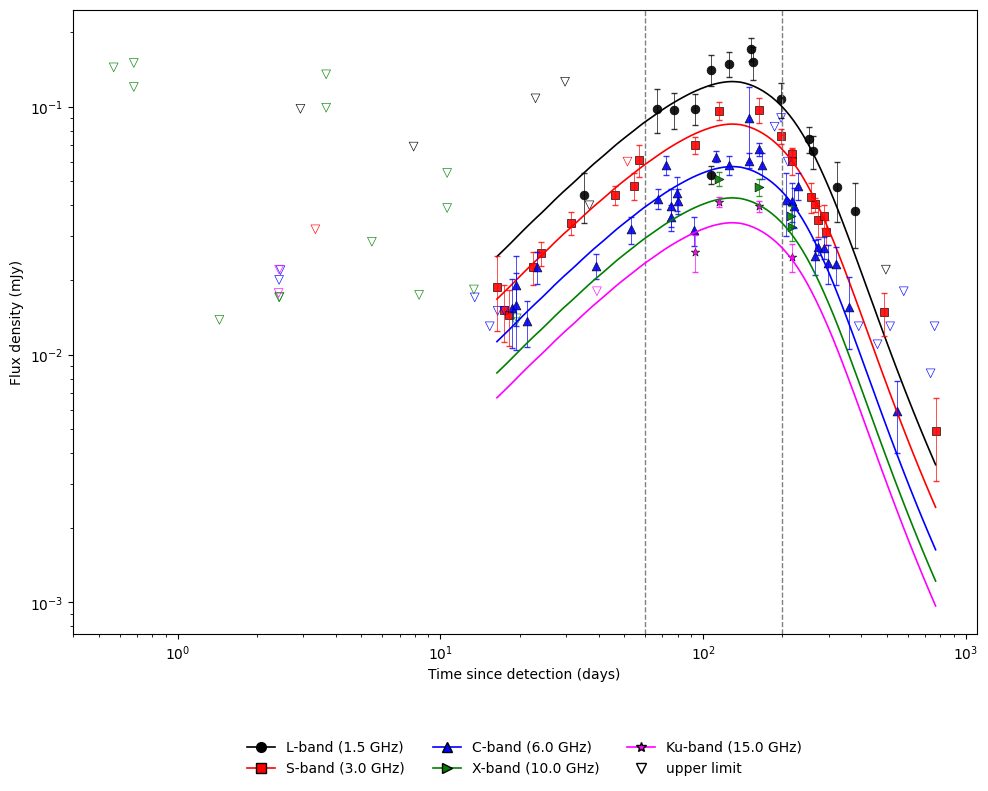 10⁻¹
10⁻²
10⁻³
Flux density (mJy)
10⁰ 10¹ 10² 10³
Time since detection (days)
L-band (1.5 GHz) C-band (6.0 GHz) Ku-band (15.0 GHz)
S-band (3.0 GHz) X-band (10.0 GHz) upper limit